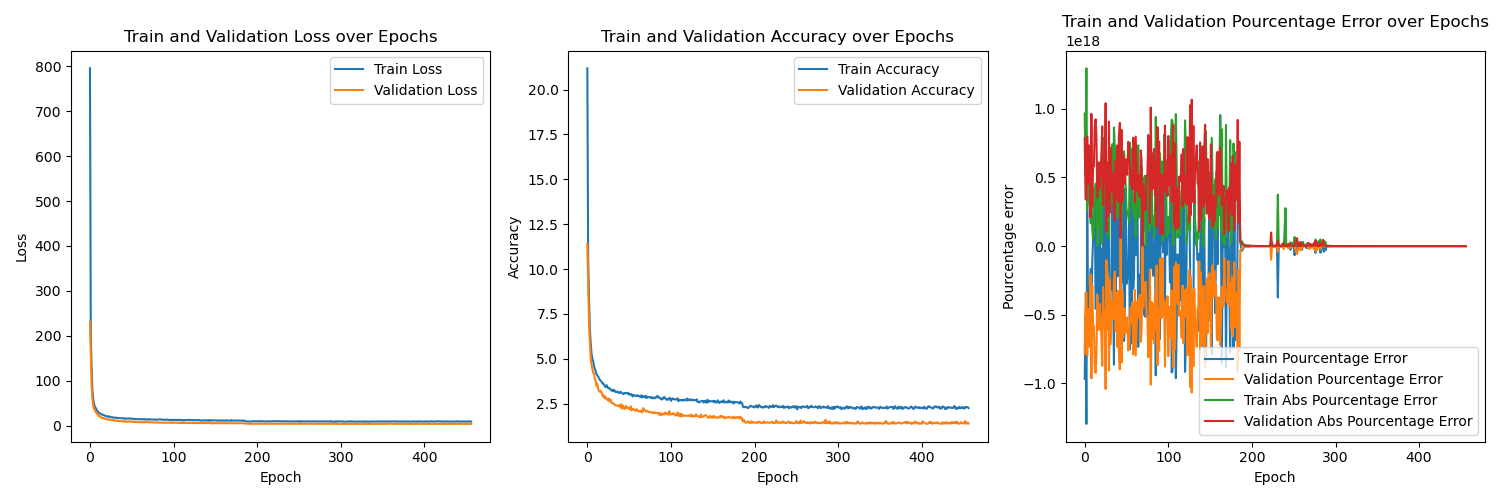 Train and Validation Loss over Epochs
800
700
600
500
400
300
200
100
0
Loss
0 100 200 300 400
Epoch
Train Loss
Validation Loss
Train and Validation Accuracy over Epochs
20.0
17.5
15.0
12.5
10.0
7.5
5.0
2.5
Accuracy
0 100 200 300 400
Epoch
Train Accuracy
Validation Accuracy
Train and Validation Pourcentage Error over Epochs
1e18
1.0
0.5
0.0
−0.5
−1.0
Pourcentage error
0 100 200 300 400
Epoch
Train Pourcentage Error
Validation Pourcentage Error
Train Abs Pourcentage Error
Validation Abs Pourcentage Error